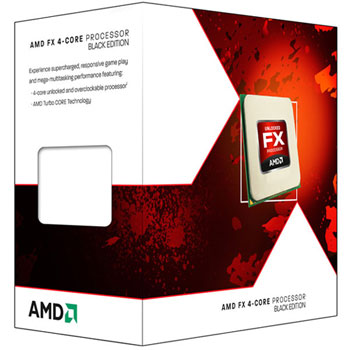 AMD FX 4-CORE PROCESSOR
BLACK EDITION
Experience supercharged, responsive game play
and mega-multitasking performance featuring:
• 4-core unlocked and overclockable processor*
• AMD Turbo CORE Technology
UNLOCKED
FX
PROCESSOR
AMD
AMD
AMD FX 4-CORE PROCESSOR
BLACK EDITION